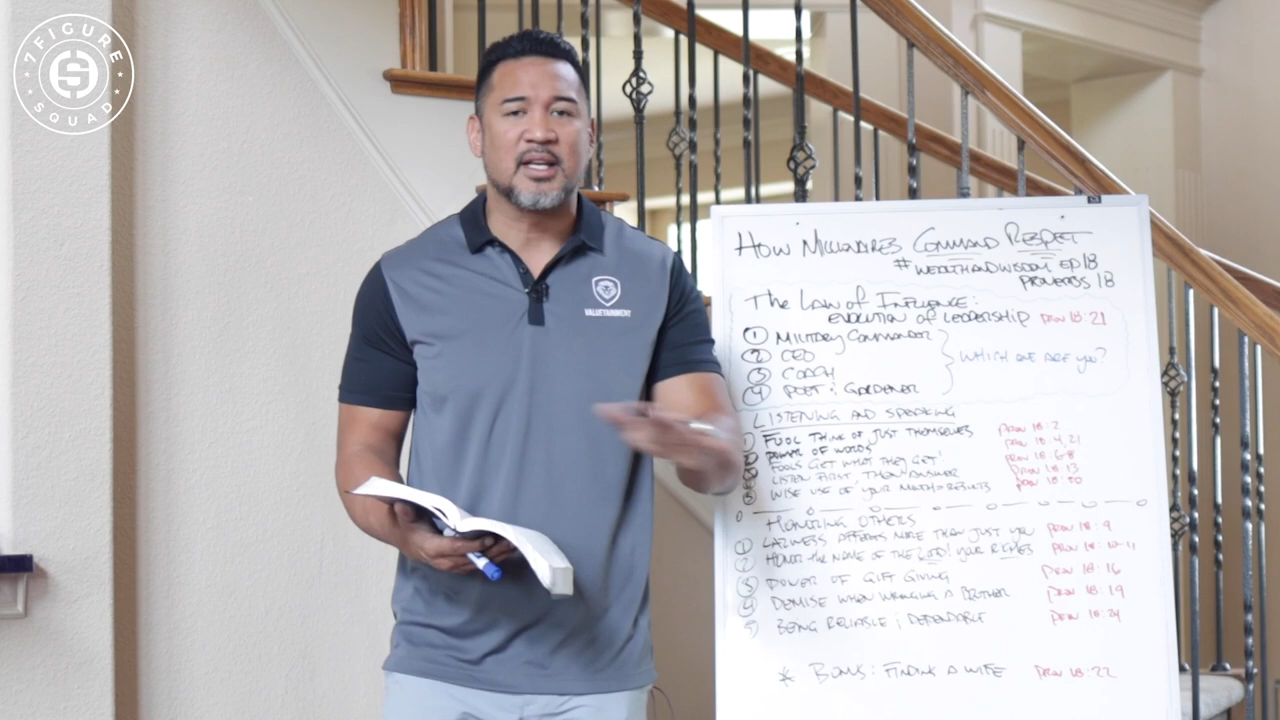 7FIGURE
SQUAD
VALUETAINMENT
How Millionaires Command Respet
#WEALTHANDWISDOM EP18
PROVERBS 18
The Law of Influence:
EVOLUTION of LEADERSHIP Prov 18:21
① MILITARY COMMANDER
② CEO
③ COACH
④ POET & GARDENER
WHICH ONE ARE YOU?
LISTENING AND SPEAKING
① FOOL THINK OF JUST THEMSELVES Prov 18:2
② POWER OF WORDS Prov 18:4,21
③ FOOLS GET WHAT THEY GET! Prov 18:6-8
④ LISTEN FIRST, THEN ANSWER Prov 18:13
⑤ WISE USE OF YOUR MOUTH=RESULTS Prov 18:20
HONORING OTHERS
① LAZINESS AFFECTS MORE THAN JUST YOU Prov 18:9
② HONOR THE NAME OF THE LORD! YOUR RICHES Prov 18:10-11
③ POWER OF GIFT GIVING Prov 18:16
④ DEMISE WHEN WRONGING A BROTHER Prov 18:19
⑤ BEING RELIABLE & DEPENDABLE Prov 18:24
* BONUS: FINDING A WIFE Prov 18:22